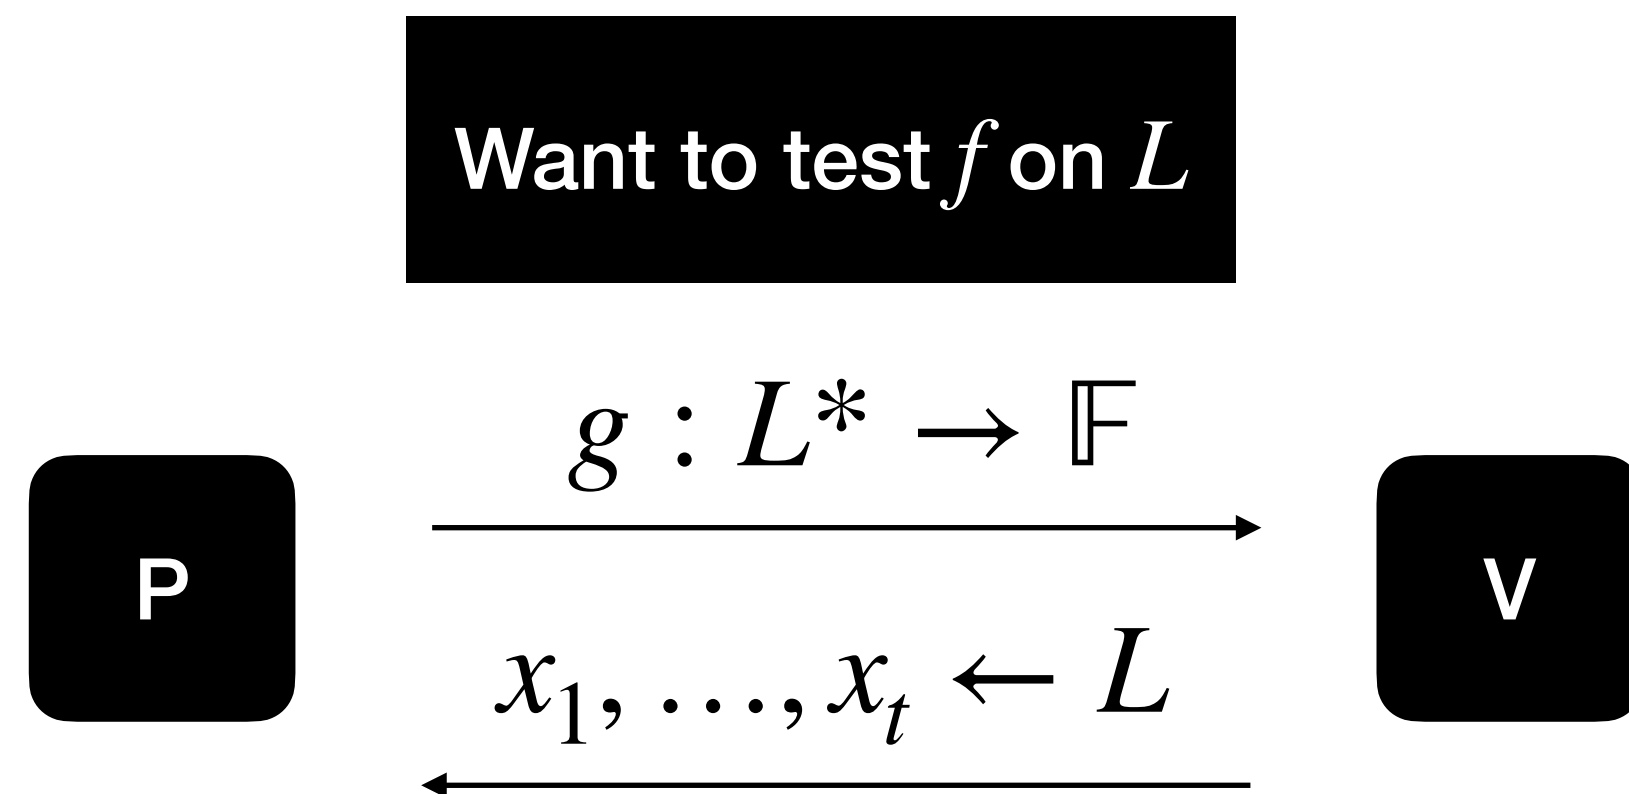 Want to test f on L
g : L* → 𝔽
P
V
x₁, …, xₜ ← L